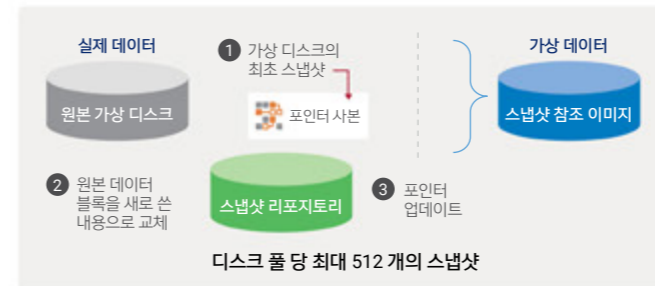 실제 데이터
원본 가상 디스크
1 가상 디스크의
최초 스냅샷
포인터 사본
가상 데이터
스냅샷 참조 이미지
2 원본 데이터
블록을 새로 쓴
내용으로 교체
스냅샷 리포지토리
3 포인터
업데이트
디스크 풀 당 최대 512 개의 스냅샷